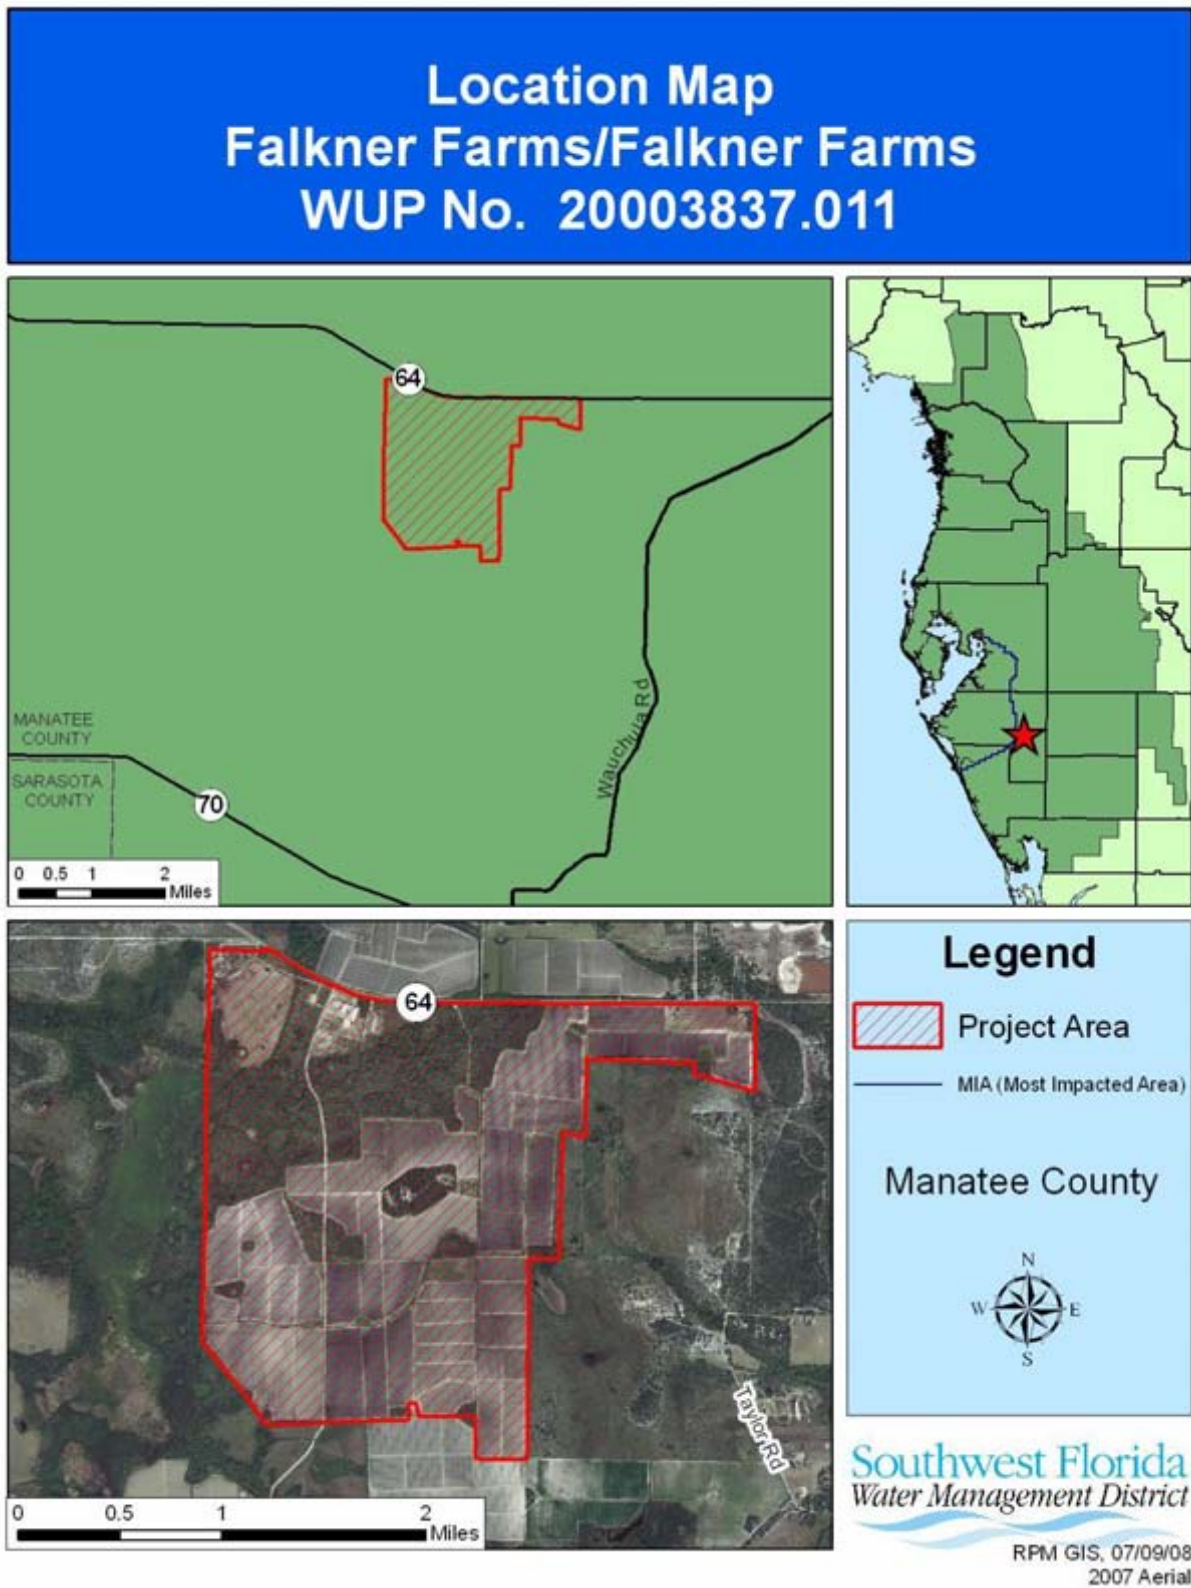 Location Map
Falkner Farms/Falkner Farms
WUP No. 20003837.011
64
Wauchula Rd
MANATEE
COUNTY
SARASOTA
COUNTY
70
0 0.5 1 2
Miles
64
Taylor Rd
0 0.5 1 2
Miles
Legend
Project Area
MIA (Most Impacted Area)
Manatee County
N
W E
S
Southwest Florida
Water Management District
RPM GIS, 07/09/08
2007 Aerial